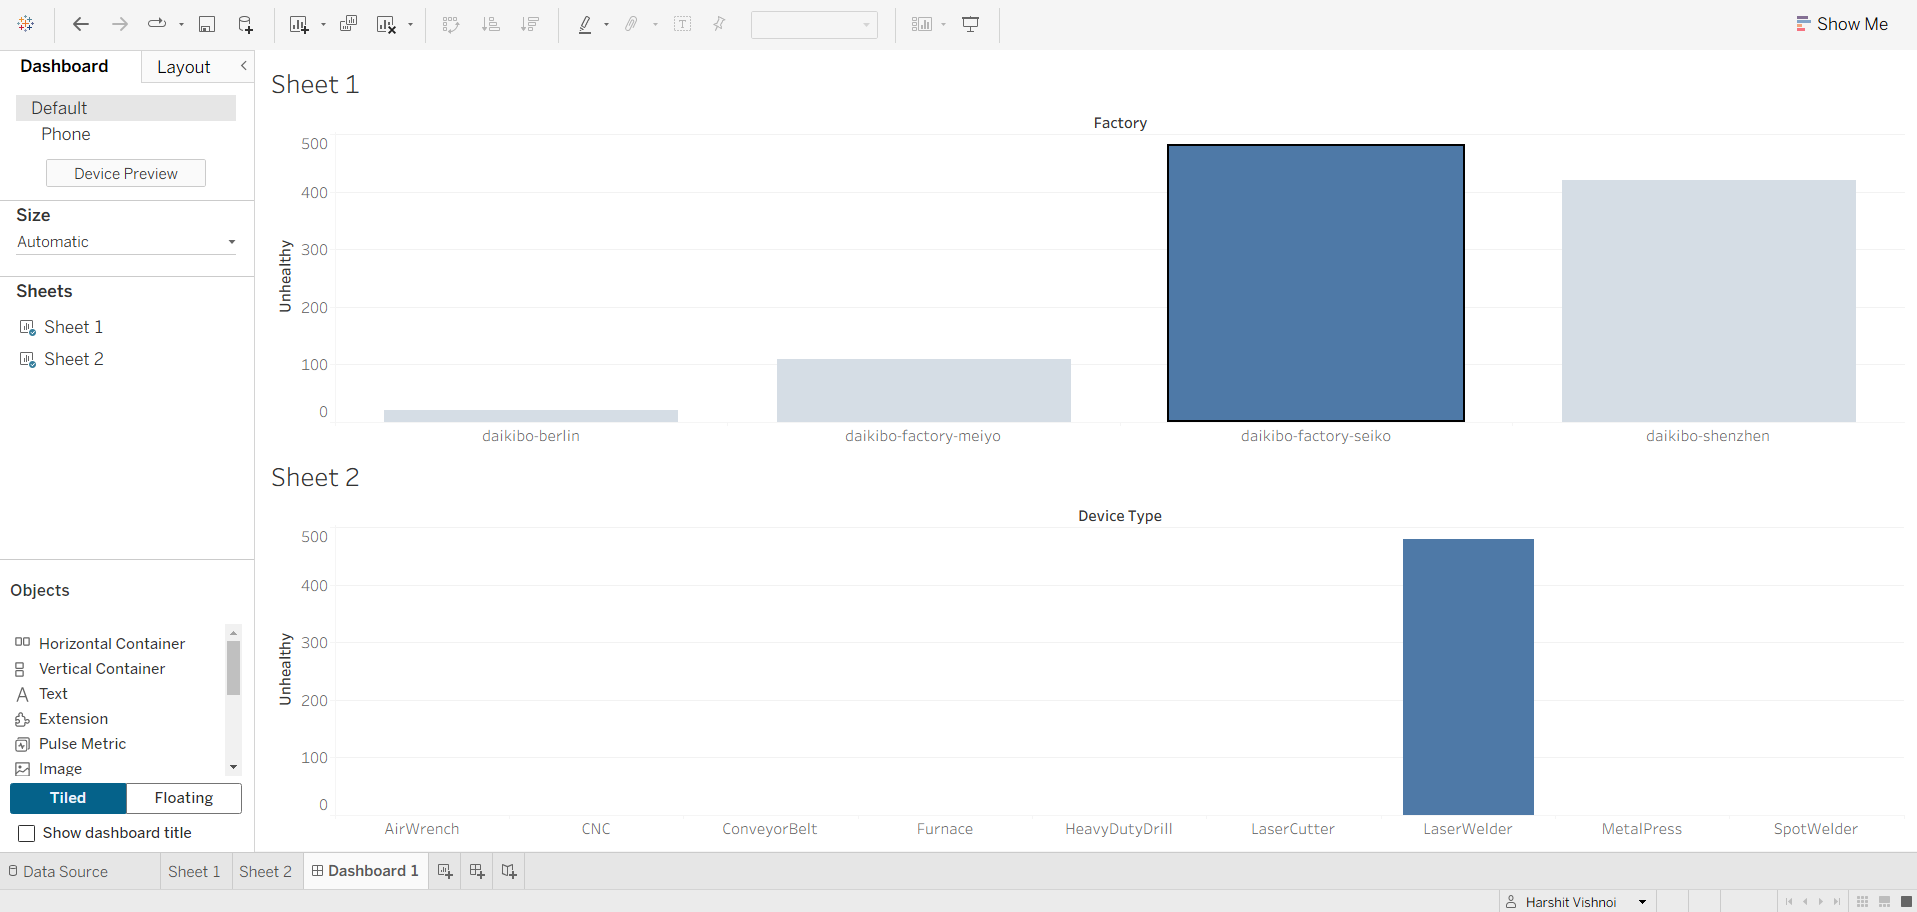 Show Me
Dashboard
Layout
Default
Phone
Device Preview
Size
Automatic
Sheets
Sheet 1
Sheet 2
Objects
Horizontal Container
Vertical Container
Text
Extension
Pulse Metric
Image
Tiled
Floating
Show dashboard title
Sheet 1
Factory
500
400
300
200
100
0
Unhealthy
daikibo-berlin
daikibo-factory-meiyo
daikibo-factory-seiko
daikibo-shenzhen
Sheet 2
Device Type
500
400
300
200
100
0
Unhealthy
AirWrench
CNC
ConveyorBelt
Furnace
HeavyDutyDrill
LaserCutter
LaserWelder
MetalPress
SpotWelder
Data Source
Sheet 1
Sheet 2
Dashboard 1
Harshit Vishnoi